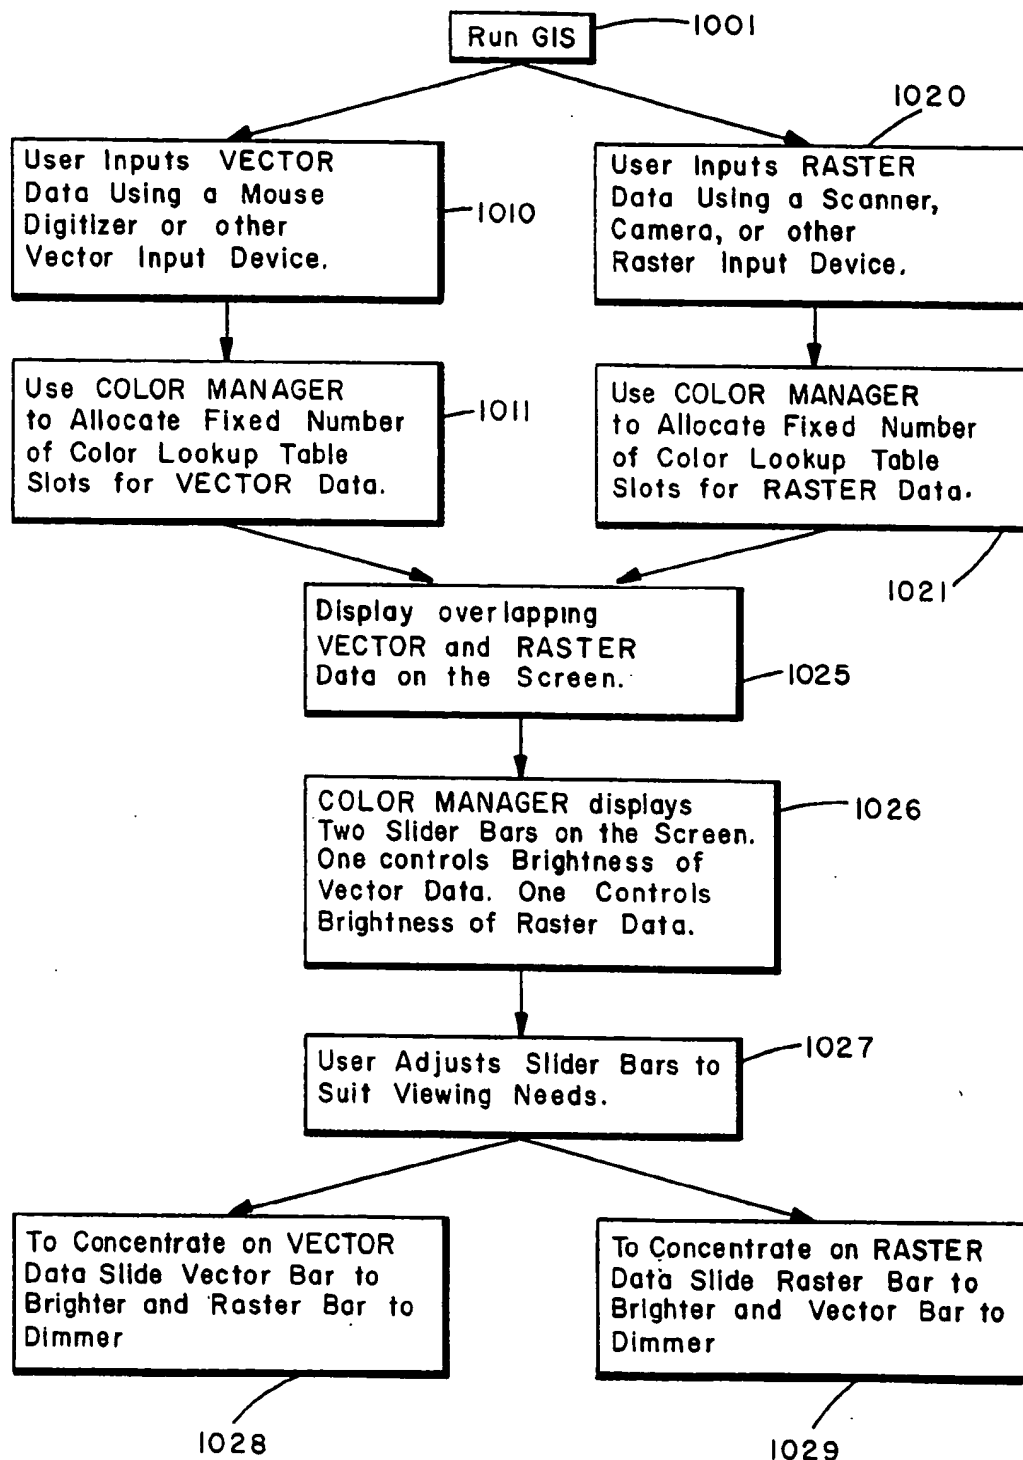 Run GIS
1001
1020
User Inputs VECTOR
Data Using a Mouse
Digitizer or other
Vector Input Device.
1010
User Inputs RASTER
Data Using a Scanner,
Camera, or other
Raster Input Device.
Use COLOR MANAGER
to Allocate Fixed Number
of Color Lookup Table
Slots for VECTOR Data.
1011
Use COLOR MANAGER
to Allocate Fixed Number
of Color Lookup Table
Slots for RASTER Data.
1021
Display overlapping
VECTOR and RASTER
Data on the Screen.
1025
COLOR MANAGER displays
Two Slider Bars on the Screen.
One controls Brightness of
Vector Data. One Controls
Brightness of Raster Data.
1026
User Adjusts Slider Bars to
Suit Viewing Needs.
1027
To Concentrate on VECTOR
Data Slide Vector Bar to
Brighter and Raster Bar to
Dimmer
1028
To Concentrate on RASTER
Data Slide Raster Bar to
Brighter and Vector Bar to
Dimmer
1029